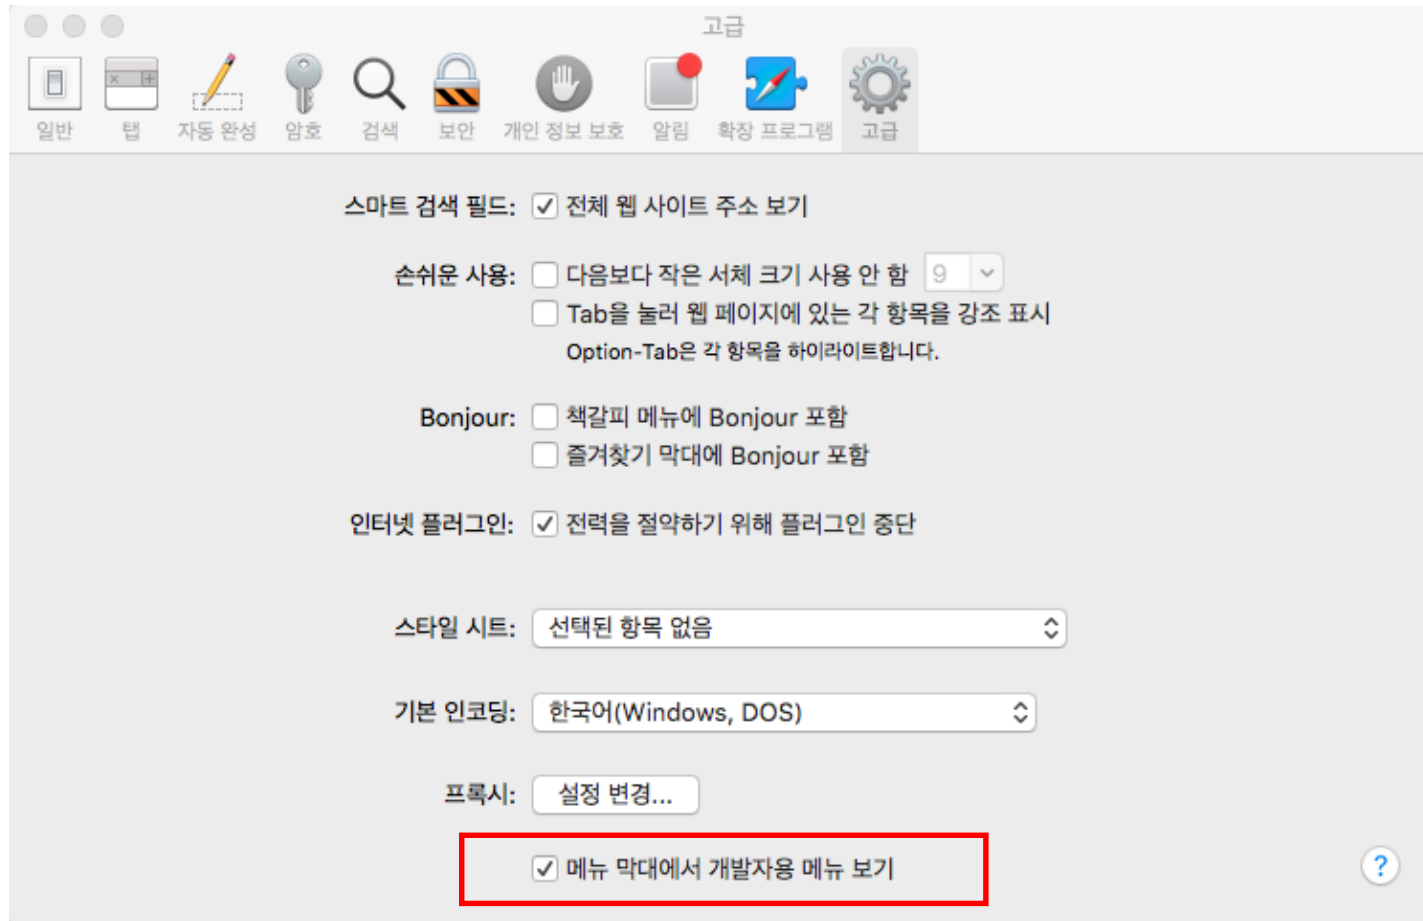 고급
일반 탭 자동 완성 암호 검색 보안 개인 정보 보호 알림 확장 프로그램 고급
스마트 검색 필드: 전체 웹 사이트 주소 보기
손쉬운 사용: 다음보다 작은 서체 크기 사용 안 함 9
Tab을 눌러 웹 페이지에 있는 각 항목을 강조 표시
Option-Tab은 각 항목을 하이라이트합니다.
Bonjour: 책갈피 메뉴에 Bonjour 포함
즐겨찾기 막대에 Bonjour 포함
인터넷 플러그인: 전력을 절약하기 위해 플러그인 중단
스타일 시트: 선택된 항목 없음
기본 인코딩: 한국어(Windows, DOS)
프록시: 설정 변경...
메뉴 막대에서 개발자용 메뉴 보기 ?